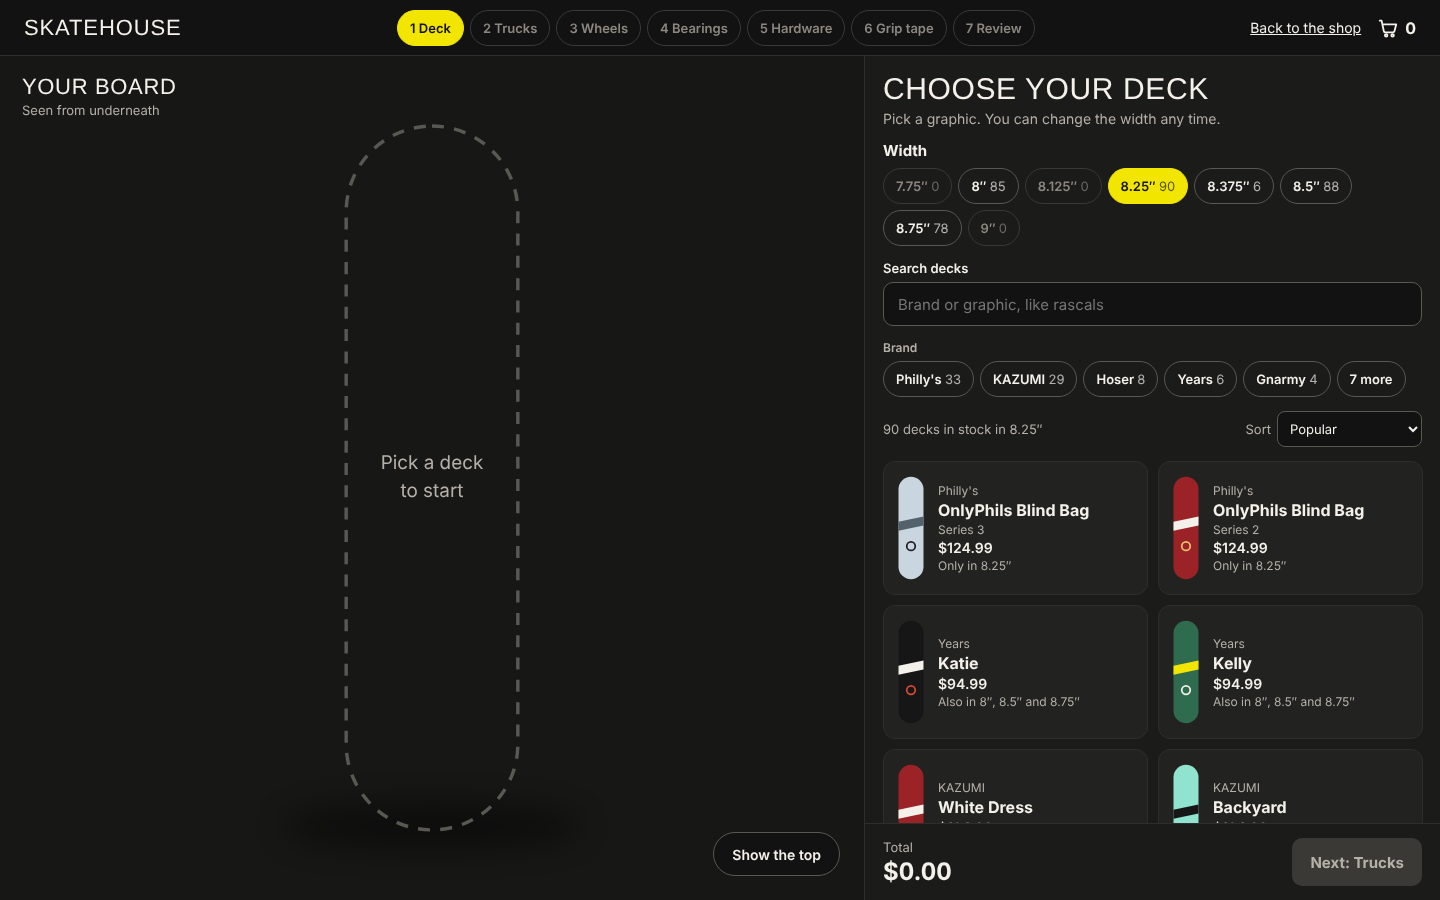 SKATEHOUSE
1 Deck
2 Trucks
3 Wheels
4 Bearings
5 Hardware
6 Grip tape
7 Review
Back to the shop
0
YOUR BOARD
Seen from underneath
Pick a deck
to start
Show the top
CHOOSE YOUR DECK
Pick a graphic. You can change the width any time.
Width
7.75″ 0
8″ 85
8.125″ 0
8.25″ 90
8.375″ 6
8.5″ 88
8.75″ 78
9″ 0
Search decks
Brand or graphic, like rascals
Brand
Philly's 33
KAZUMI 29
Hoser 8
Years 6
Gnarmy 4
7 more
90 decks in stock in 8.25″
Sort
Popular
Philly's
OnlyPhils Blind Bag
Series 3
$124.99
Only in 8.25″
Philly's
OnlyPhils Blind Bag
Series 2
$124.99
Only in 8.25″
Years
Katie
$94.99
Also in 8″, 8.5″ and 8.75″
Years
Kelly
$94.99
Also in 8″, 8.5″ and 8.75″
KAZUMI
White Dress
KAZUMI
Backyard
Total
$0.00
Next: Trucks